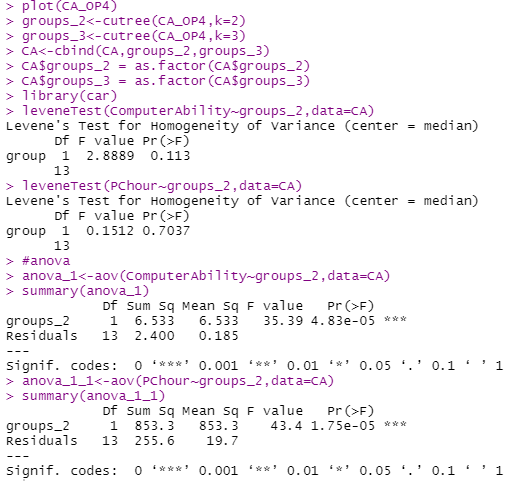 > plot(CA_OP4)
> groups_2<-cutree(CA_OP4,k=2)
> groups_3<-cutree(CA_OP4,k=3)
> CA<-cbind(CA,groups_2,groups_3)
> CA$groups_2 = as.factor(CA$groups_2)
> CA$groups_3 = as.factor(CA$groups_3)
> library(car)
> leveneTest(ComputerAbility~groups_2,data=CA)
Levene's Test for Homogeneity of Variance (center = median)
      Df F value Pr(>F)
group  1  2.8889  0.113
      13
> leveneTest(PChour~groups_2,data=CA)
Levene's Test for Homogeneity of Variance (center = median)
      Df F value Pr(>F)
group  1  0.1512 0.7037
      13
> #anova
> anova_1<-aov(ComputerAbility~groups_2,data=CA)
> summary(anova_1)
            Df Sum Sq Mean Sq F value   Pr(>F)
groups_2     1  6.533   6.533   35.39 4.83e-05 ***
Residuals   13  2.400   0.185
---
Signif. codes:  0 ‘***’ 0.001 ‘**’ 0.01 ‘*’ 0.05 ‘.’ 0.1 ‘ ’ 1
> anova_1_1<-aov(PChour~groups_2,data=CA)
> summary(anova_1_1)
            Df Sum Sq Mean Sq F value   Pr(>F)
groups_2     1  853.3   853.3    43.4 1.75e-05 ***
Residuals   13  255.6    19.7
---
Signif. codes:  0 ‘***’ 0.001 ‘**’ 0.01 ‘*’ 0.05 ‘.’ 0.1 ‘ ’ 1